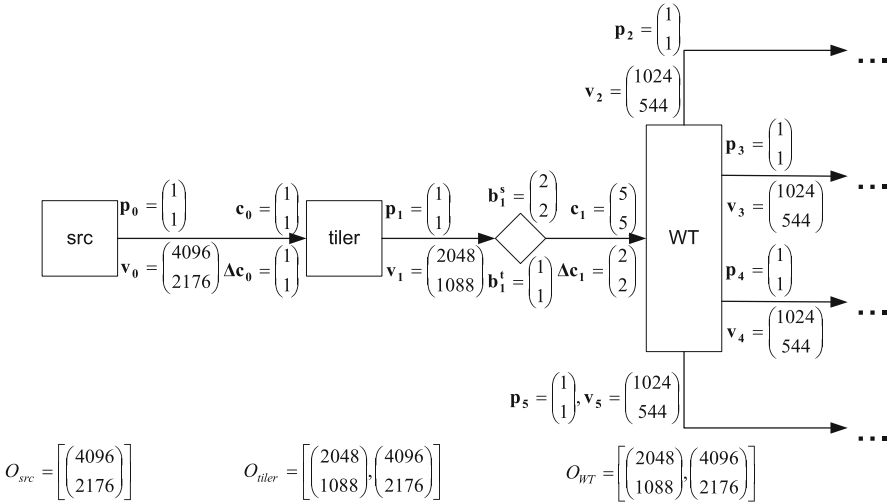 p₂ = (1 1)
v₂ = (1024 544)
...
p₃ = (1 1)
...
v₃ = (1024 544)
p₀ = (1 1)
c₀ = (1 1)
p₁ = (1 1)
b₁ˢ = (2 2)
c₁ = (5 5)
src
tiler
WT
v₀ = (4096 2176)
Δc₀ = (1 1)
v₁ = (2048 1088)
b₁ᵗ = (1 1)
Δc₁ = (2 2)
p₄ = (1 1)
...
v₄ = (1024 544)
p₅ = (1 1), v₅ = (1024 544)
...
O_src = [(4096 2176)]
O_tiler = [(2048 1088), (4096 2176)]
O_WT = [(2048 1088), (4096 2176)]